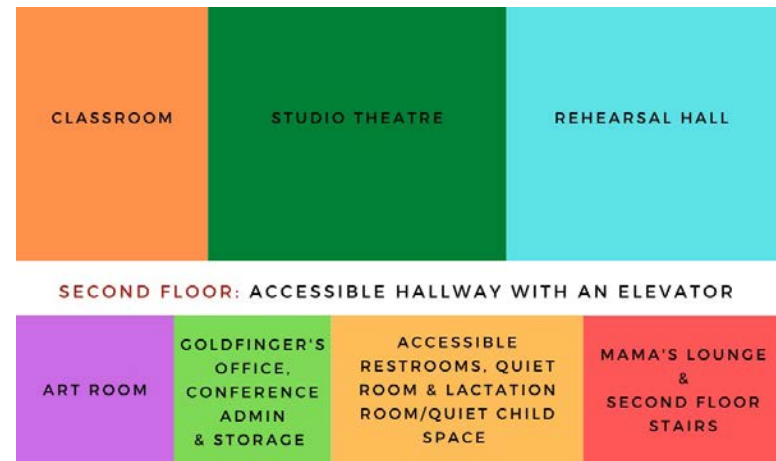 CLASSROOM
STUDIO THEATRE
REHEARSAL HALL
SECOND FLOOR: ACCESSIBLE HALLWAY WITH AN ELEVATOR
ART ROOM
GOLDFINGER'S
OFFICE,
CONFERENCE
ADMIN
& STORAGE
ACCESSIBLE
RESTROOMS, QUIET
ROOM & LACTATION
ROOM/QUIET CHILD
SPACE
MAMA'S LOUNGE
&
SECOND FLOOR
STAIRS